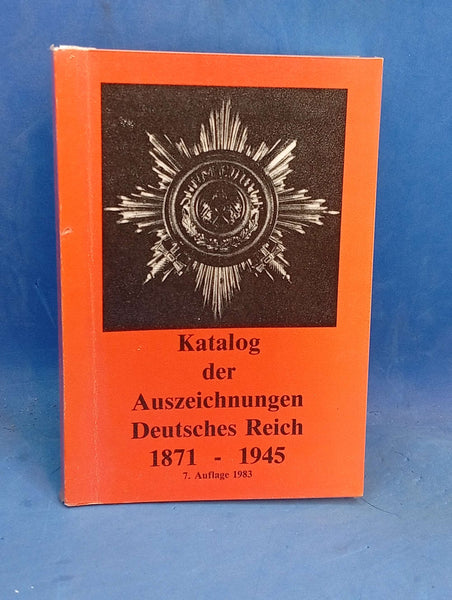 Katalog
der
Auszeichnungen
Deutsches Reich
1871 - 1945
7. Auflage 1983